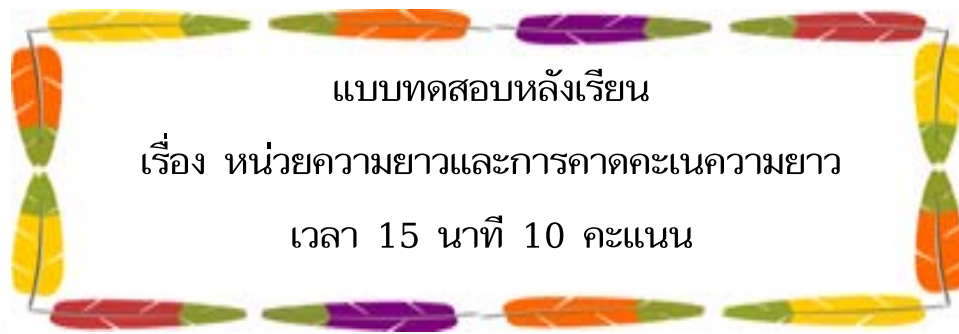 แบบทดสอบหลังเรียน
เรื่อง หน่วยความยาวและการคาดคะเนความยาว
เวลา 15 นาที 10 คะแนน